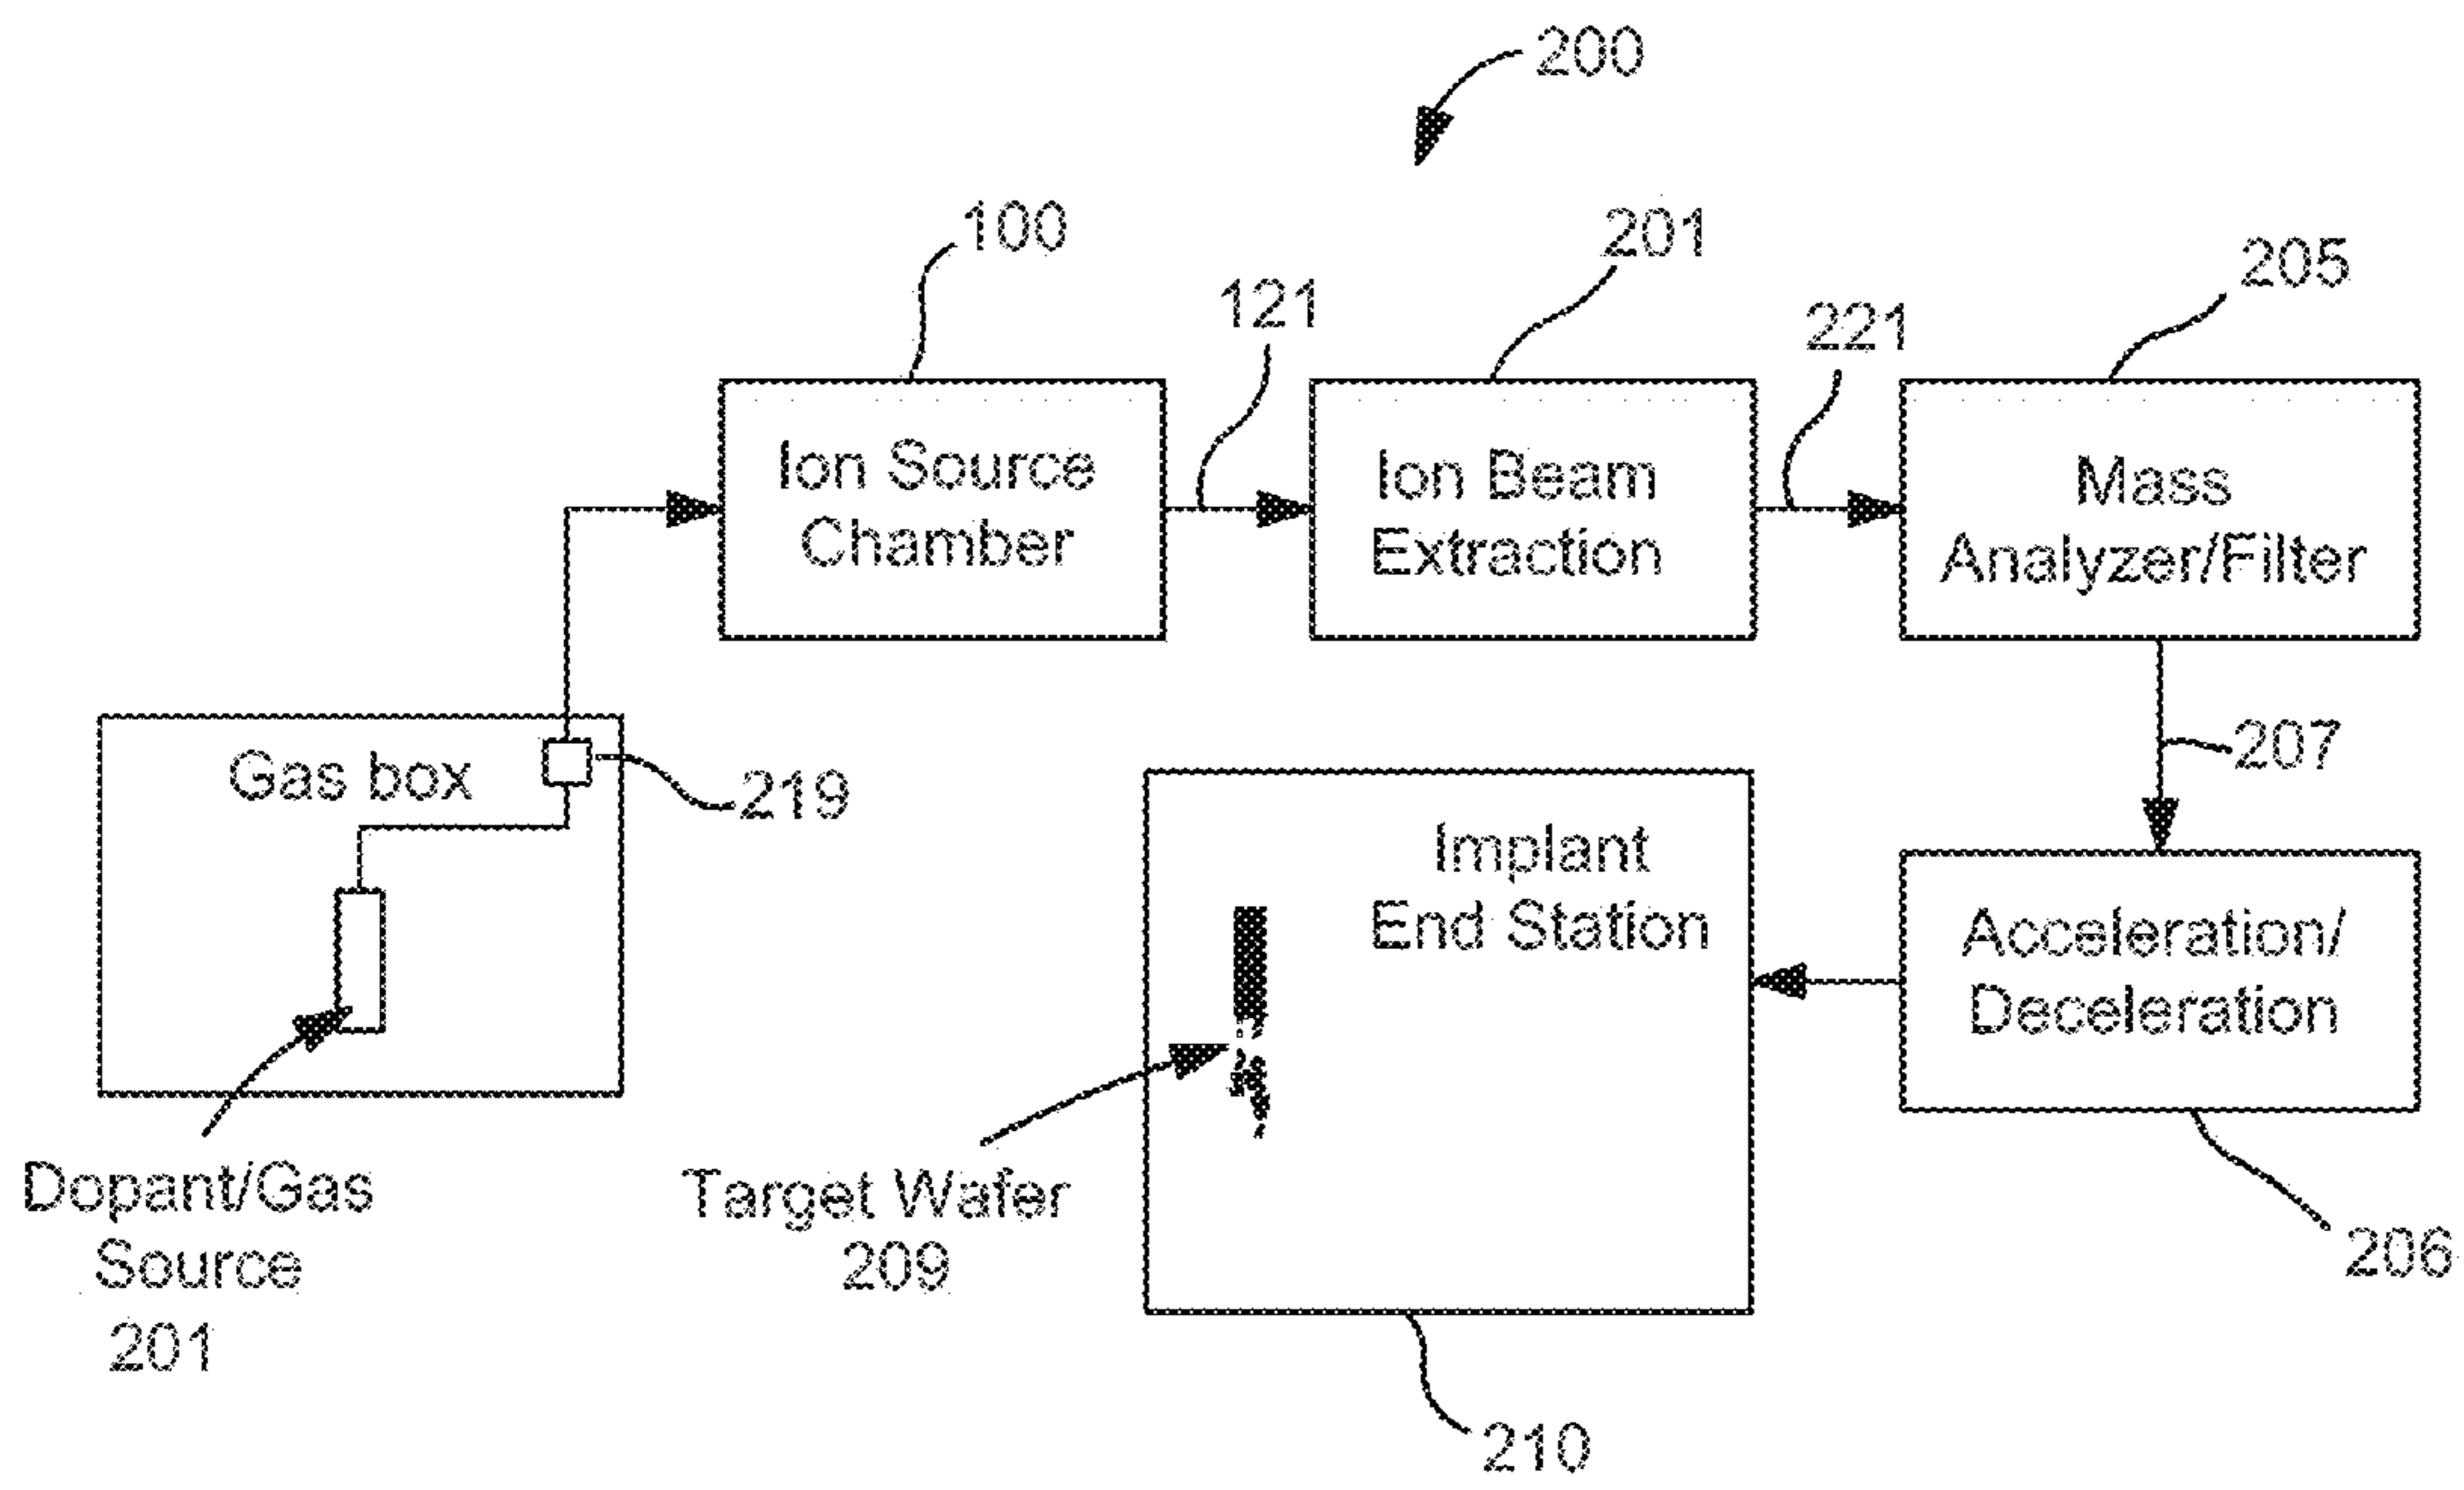 200
100
201
205
121
221
Ion Source
Chamber
Ion Beam
Extraction
Mass
Analyzer/Filter
207
Gas box
219
Implant
End Station
Acceleration/
Deceleration
Dopant/Gas
Source
201
Target Wafer
209
206
210